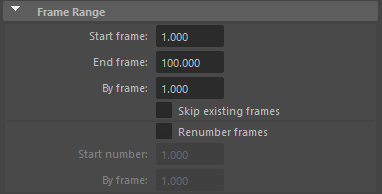 Frame Range
Start frame: 1.000
End frame: 100.000
By frame: 1.000
Skip existing frames
Renumber frames
Start number: 1.000
By frame: 1.000